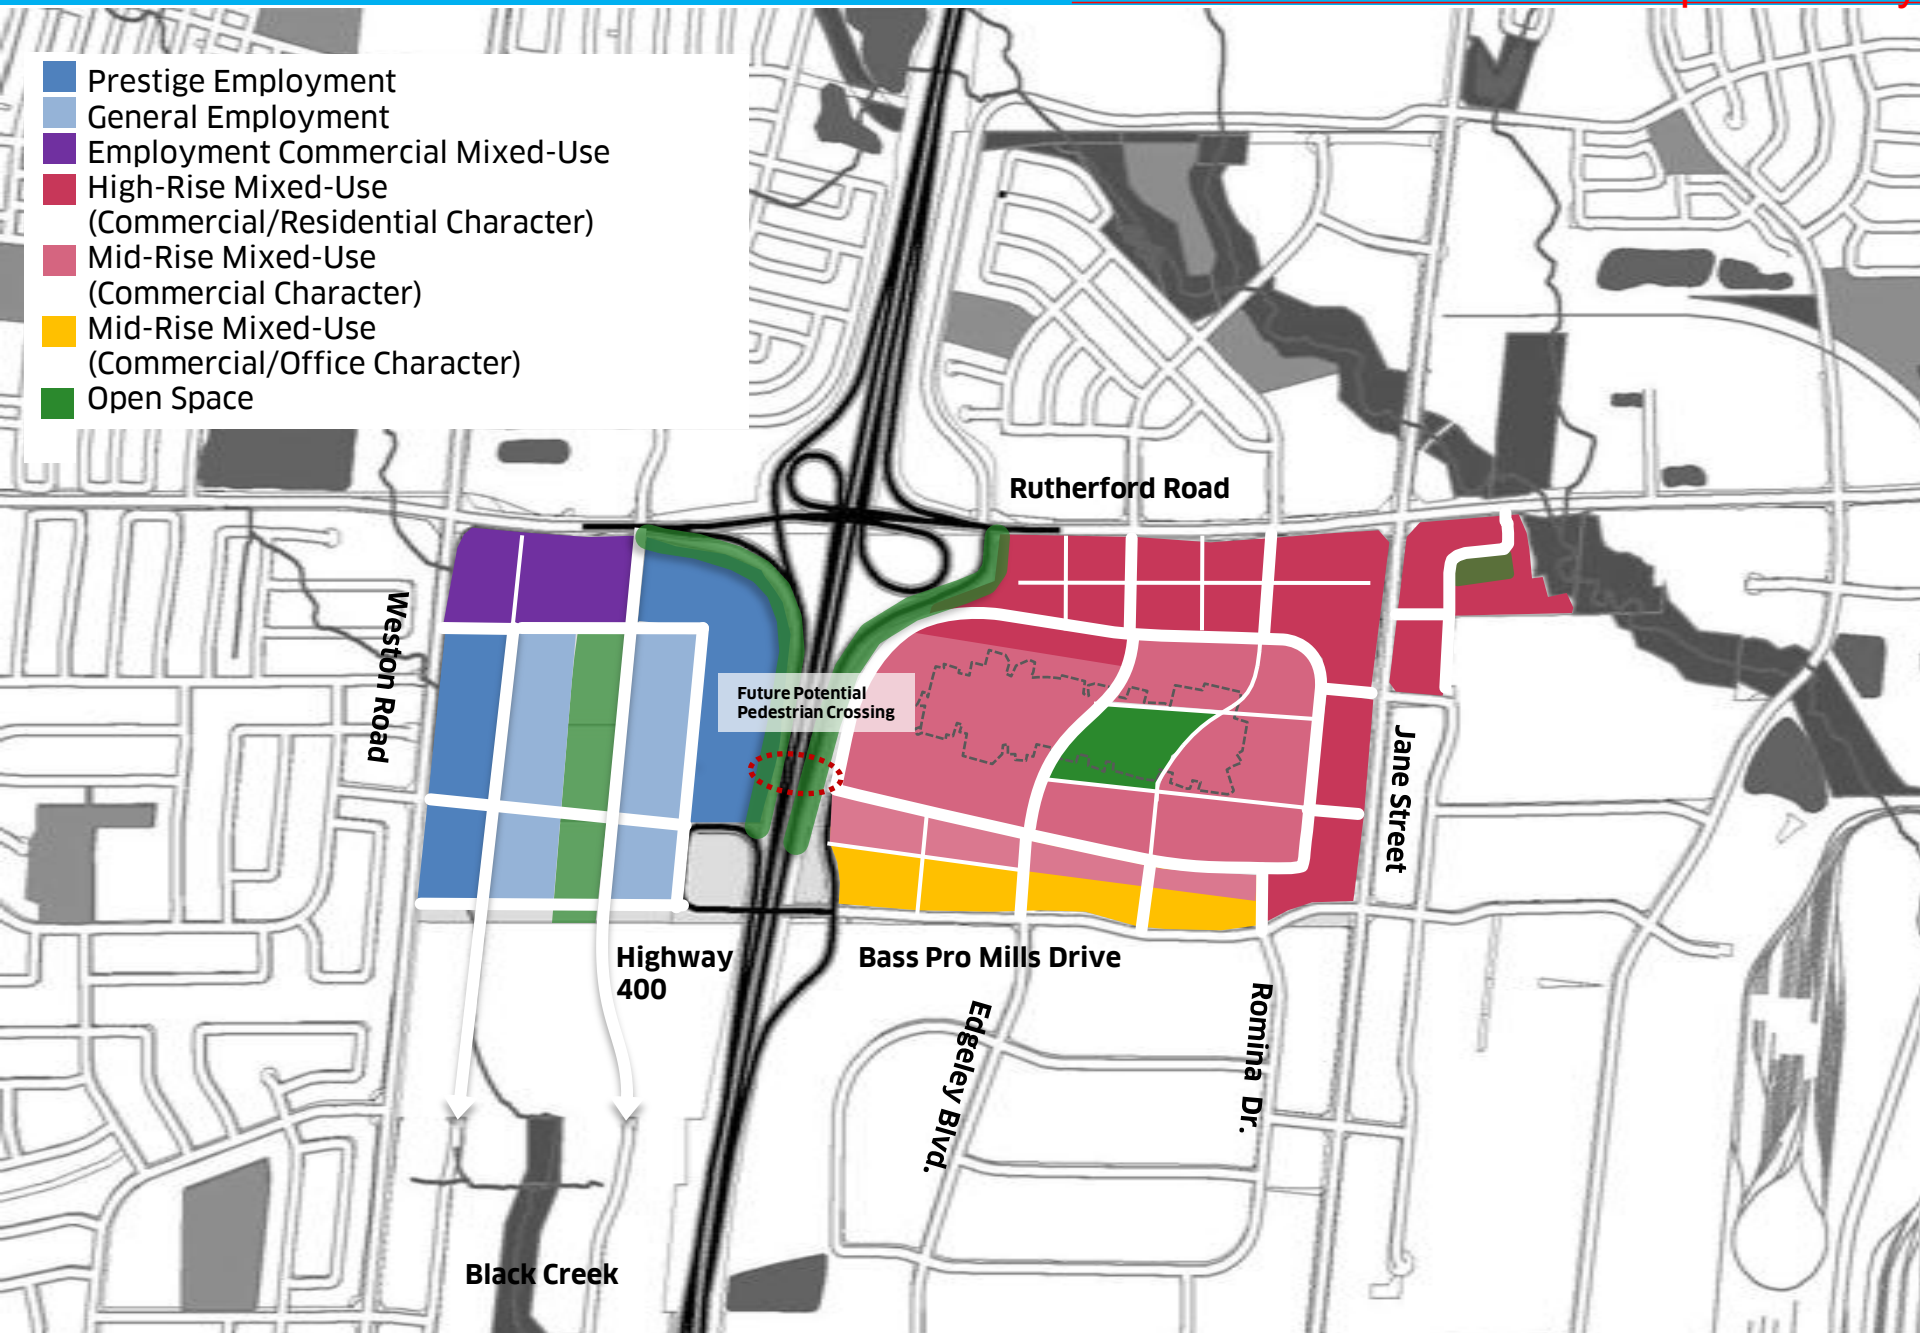 Prestige Employment
General Employment
Employment Commercial Mixed-Use
High-Rise Mixed-Use
(Commercial/Residential Character)
Mid-Rise Mixed-Use
(Commercial Character)
Mid-Rise Mixed-Use
(Commercial/Office Character)
Open Space
Rutherford Road
Weston Road
Future Potential
Pedestrian Crossing
Jane Street
Highway
400
Bass Pro Mills Drive
Edgeley Blvd.
Romina Dr.
Black Creek